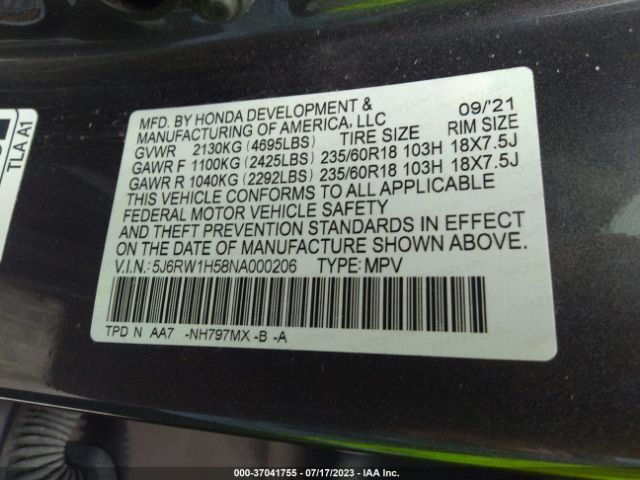 TLA A1
MFD. BY HONDA DEVELOPMENT & 09/'21
MANUFACTURING OF AMERICA, LLC
GVWR 2130KG (4695LBS) TIRE SIZE RIM SIZE
GAWR F 1100KG (2425LBS) 235/60R18 103H 18X7.5J
GAWR R 1040KG (2292LBS) 235/60R18 103H 18X7.5J
THIS VEHICLE CONFORMS TO ALL APPLICABLE
FEDERAL MOTOR VEHICLE SAFETY
AND THEFT PREVENTION STANDARDS IN EFFECT
ON THE DATE OF MANUFACTURE SHOWN ABOVE.
V.I.N.: 5J6RW1H58NA000206 TYPE: MPV
TPD N AA7 -NH797MX -B -A
000-37041755 - 07/17/2023 - IAA Inc.